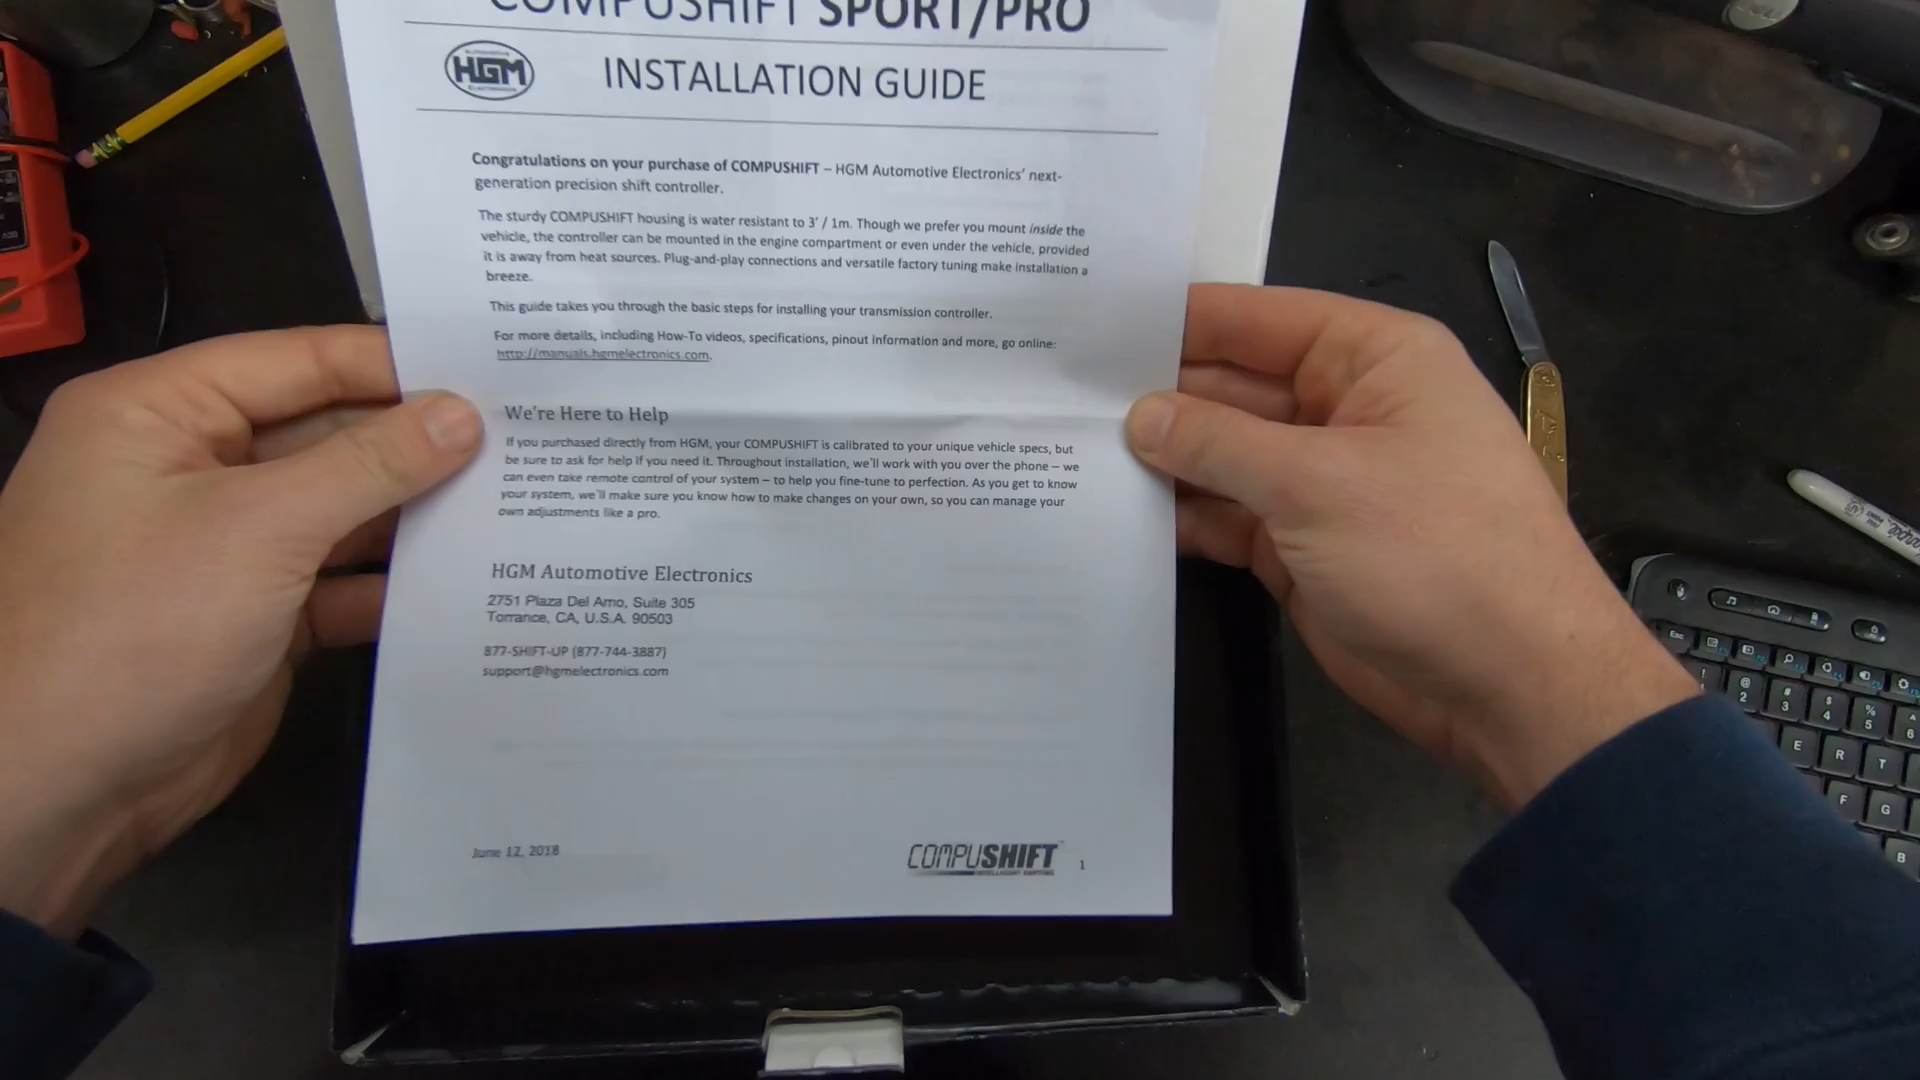 COMPUSHIFT SPORT/PRO
AUTOMOTIVE
HGM
ELECTRONICS
INSTALLATION GUIDE
Congratulations on your purchase of COMPUSHIFT – HGM Automotive Electronics' next-
generation precision shift controller.
The sturdy COMPUSHIFT housing is water resistant to 3' / 1m. Though we prefer you mount inside the
vehicle, the controller can be mounted in the engine compartment or even under the vehicle, provided
it is away from heat sources. Plug-and-play connections and versatile factory tuning make installation a
breeze.
This guide takes you through the basic steps for installing your transmission controller.
For more details, including How-To videos, specifications, pinout information and more, go online:
http://manuals.hgmelectronics.com.
We're Here to Help
If you purchased directly from HGM, your COMPUSHIFT is calibrated to your unique vehicle specs, but
be sure to ask for help if you need it. Throughout installation, we'll work with you over the phone – we
can even take remote control of your system – to help you fine-tune to perfection. As you get to know
your system, we'll make sure you know how to make changes on your own, so you can manage your
own adjustments like a pro.
HGM Automotive Electronics
2751 Plaza Del Amo, Suite 305
Torrance, CA, U.S.A. 90503
877-SHIFT-UP (877-744-3887)
support@hgmelectronics.com
June 12, 2018
COMPUSHIFT
INTELLIGENT SHIFTING
1
Esc
! @ # $ % ^
2 3 4 5 6
E R T
F G
B